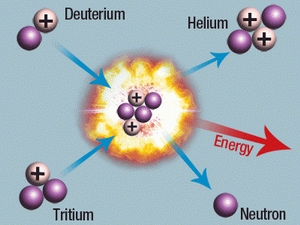 Deuterium
Helium
Energy
Tritium
Neutron
+
+
+
+
+
+